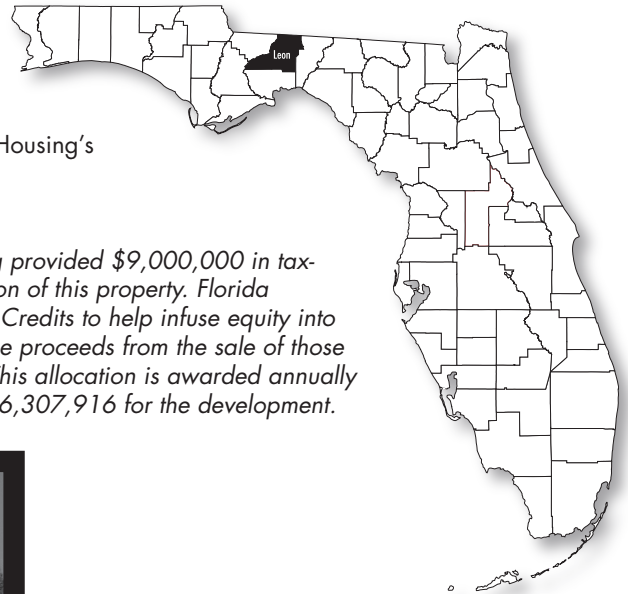 Leon
Housing's
provided $9,000,000 in tax-
on of this property. Florida
Credits to help infuse equity into
e proceeds from the sale of those
This allocation is awarded annually
6,307,916 for the development.